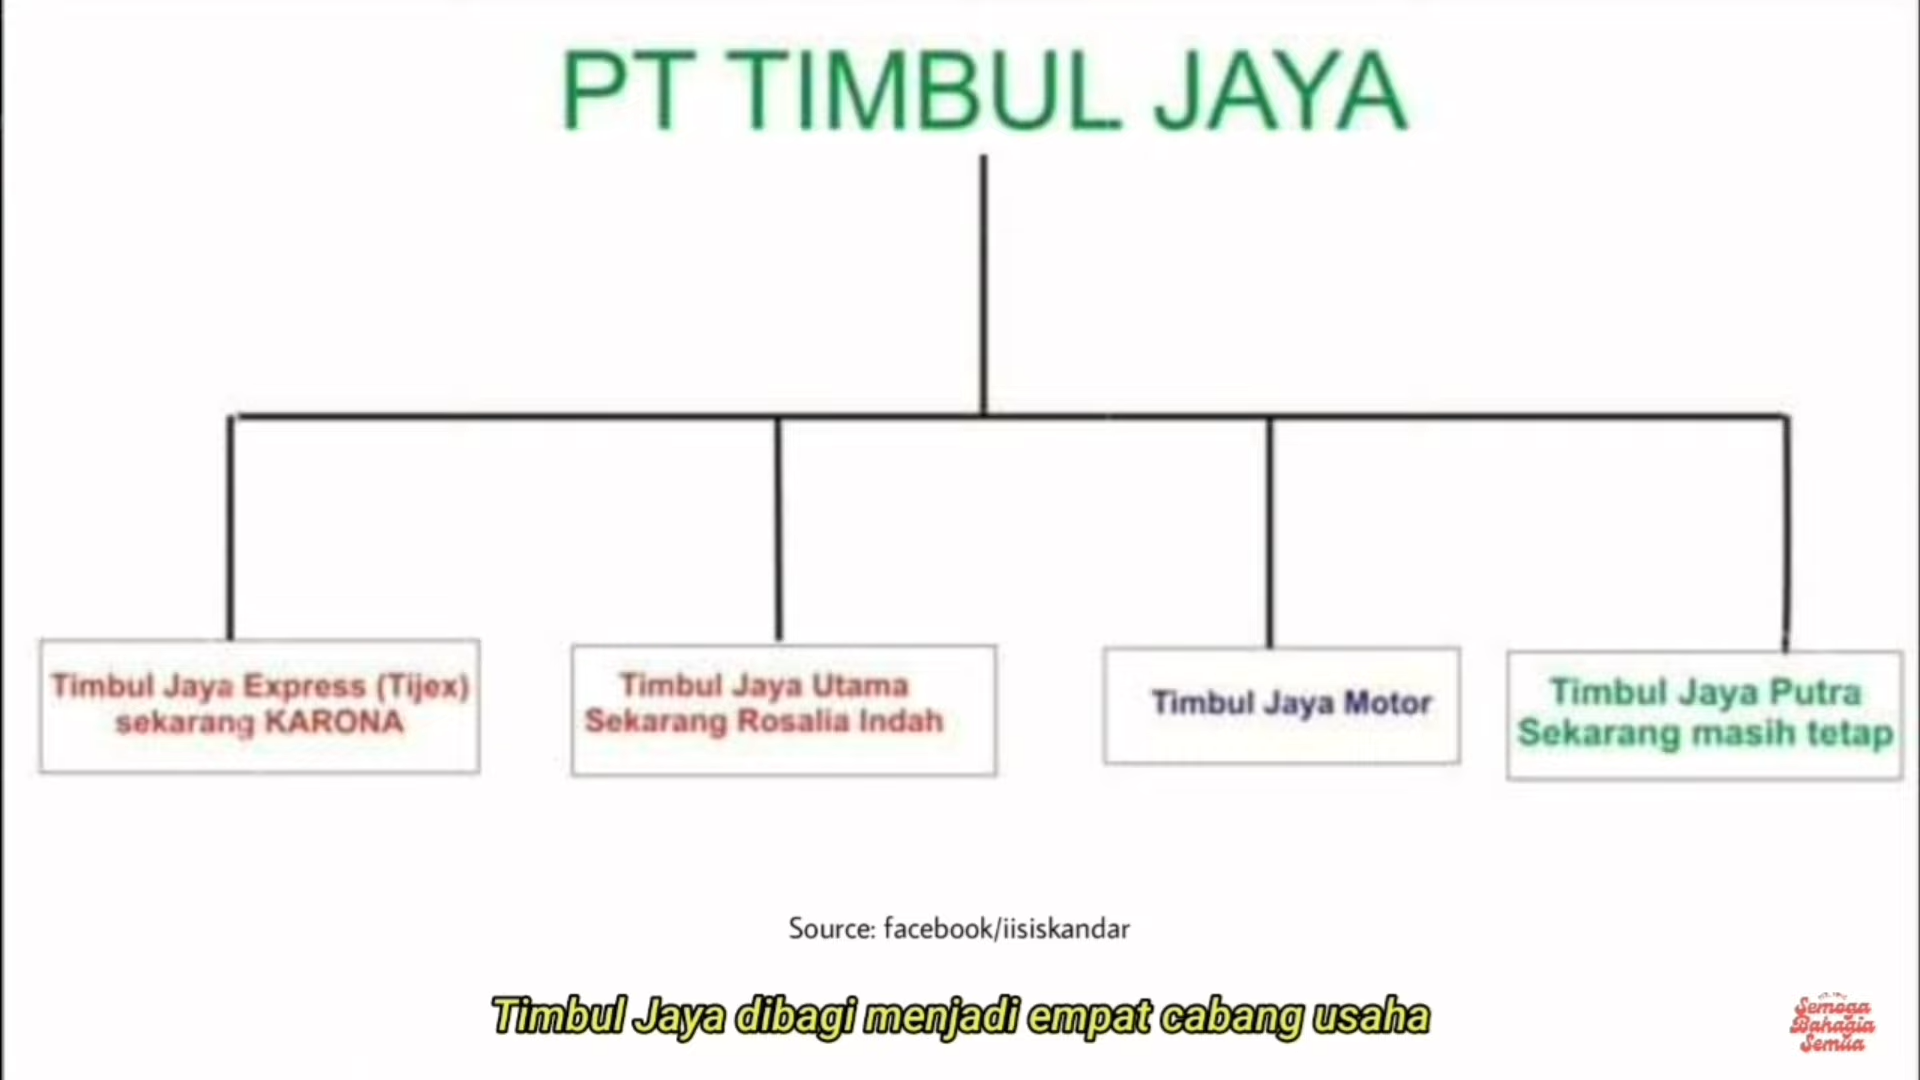 PT TIMBUL JAYA
Timbul Jaya Express (Tijex)
sekarang KARONA
Timbul Jaya Utama
Sekarang Rosalia Indah
Timbul Jaya Motor
Timbul Jaya Putra
Sekarang masih tetap
Source: facebook/iisiskandar
Timbul Jaya dibagi menjadi empat cabang usaha
Semoga
Bahagia
Semua